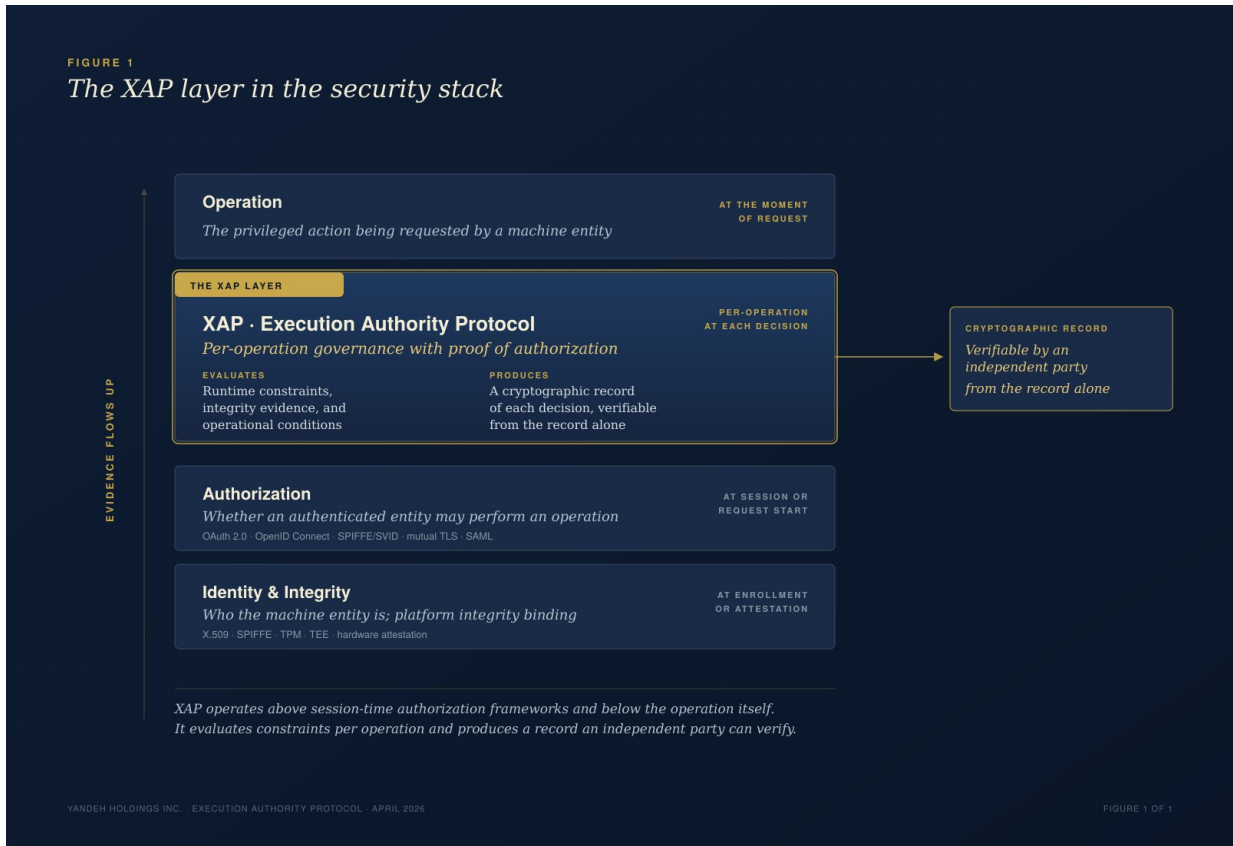 FIGURE 1
The XAP layer in the security stack
Operation
The privileged action being requested by a machine entity
AT THE MOMENT
OF REQUEST
THE XAP LAYER
XAP · Execution Authority Protocol
Per-operation governance with proof of authorization
PER-OPERATION
AT EACH DECISION
EVALUATES
Runtime constraints,
integrity evidence, and
operational conditions
PRODUCES
A cryptographic record
of each decision, verifiable
from the record alone
CRYPTOGRAPHIC RECORD
Verifiable by an
independent party
from the record alone
EVIDENCE FLOWS UP
Authorization
Whether an authenticated entity may perform an operation
OAuth 2.0 · OpenID Connect · SPIFFE/SVID · mutual TLS · SAML
AT SESSION OR
REQUEST START
Identity & Integrity
Who the machine entity is; platform integrity binding
X.509 · SPIFFE · TPM · TEE · hardware attestation
AT ENROLLMENT
OR ATTESTATION
XAP operates above session-time authorization frameworks and below the operation itself.
It evaluates constraints per operation and produces a record an independent party can verify.
YANDEH HOLDINGS INC. · EXECUTION AUTHORITY PROTOCOL · APRIL 2026
FIGURE 1 OF 1